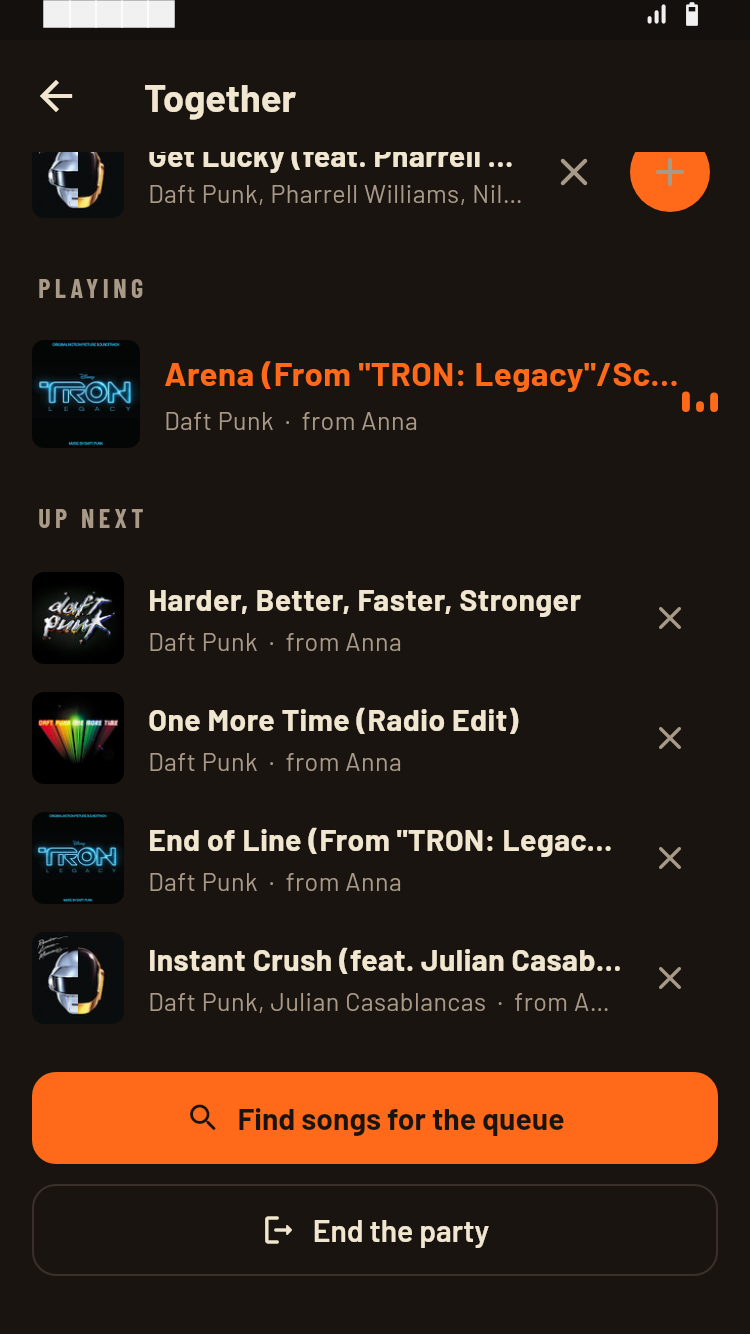 Together
Get Lucky (feat. Pharrell ...
Daft Punk, Pharrell Williams, Nil...
PLAYING
Arena (From "TRON: Legacy"/Sc...
Daft Punk · from Anna
UP NEXT
Harder, Better, Faster, Stronger
Daft Punk · from Anna
One More Time (Radio Edit)
Daft Punk · from Anna
End of Line (From "TRON: Legac...
Daft Punk · from Anna
Instant Crush (feat. Julian Casab...
Daft Punk, Julian Casablancas · from A...
Find songs for the queue
End the party